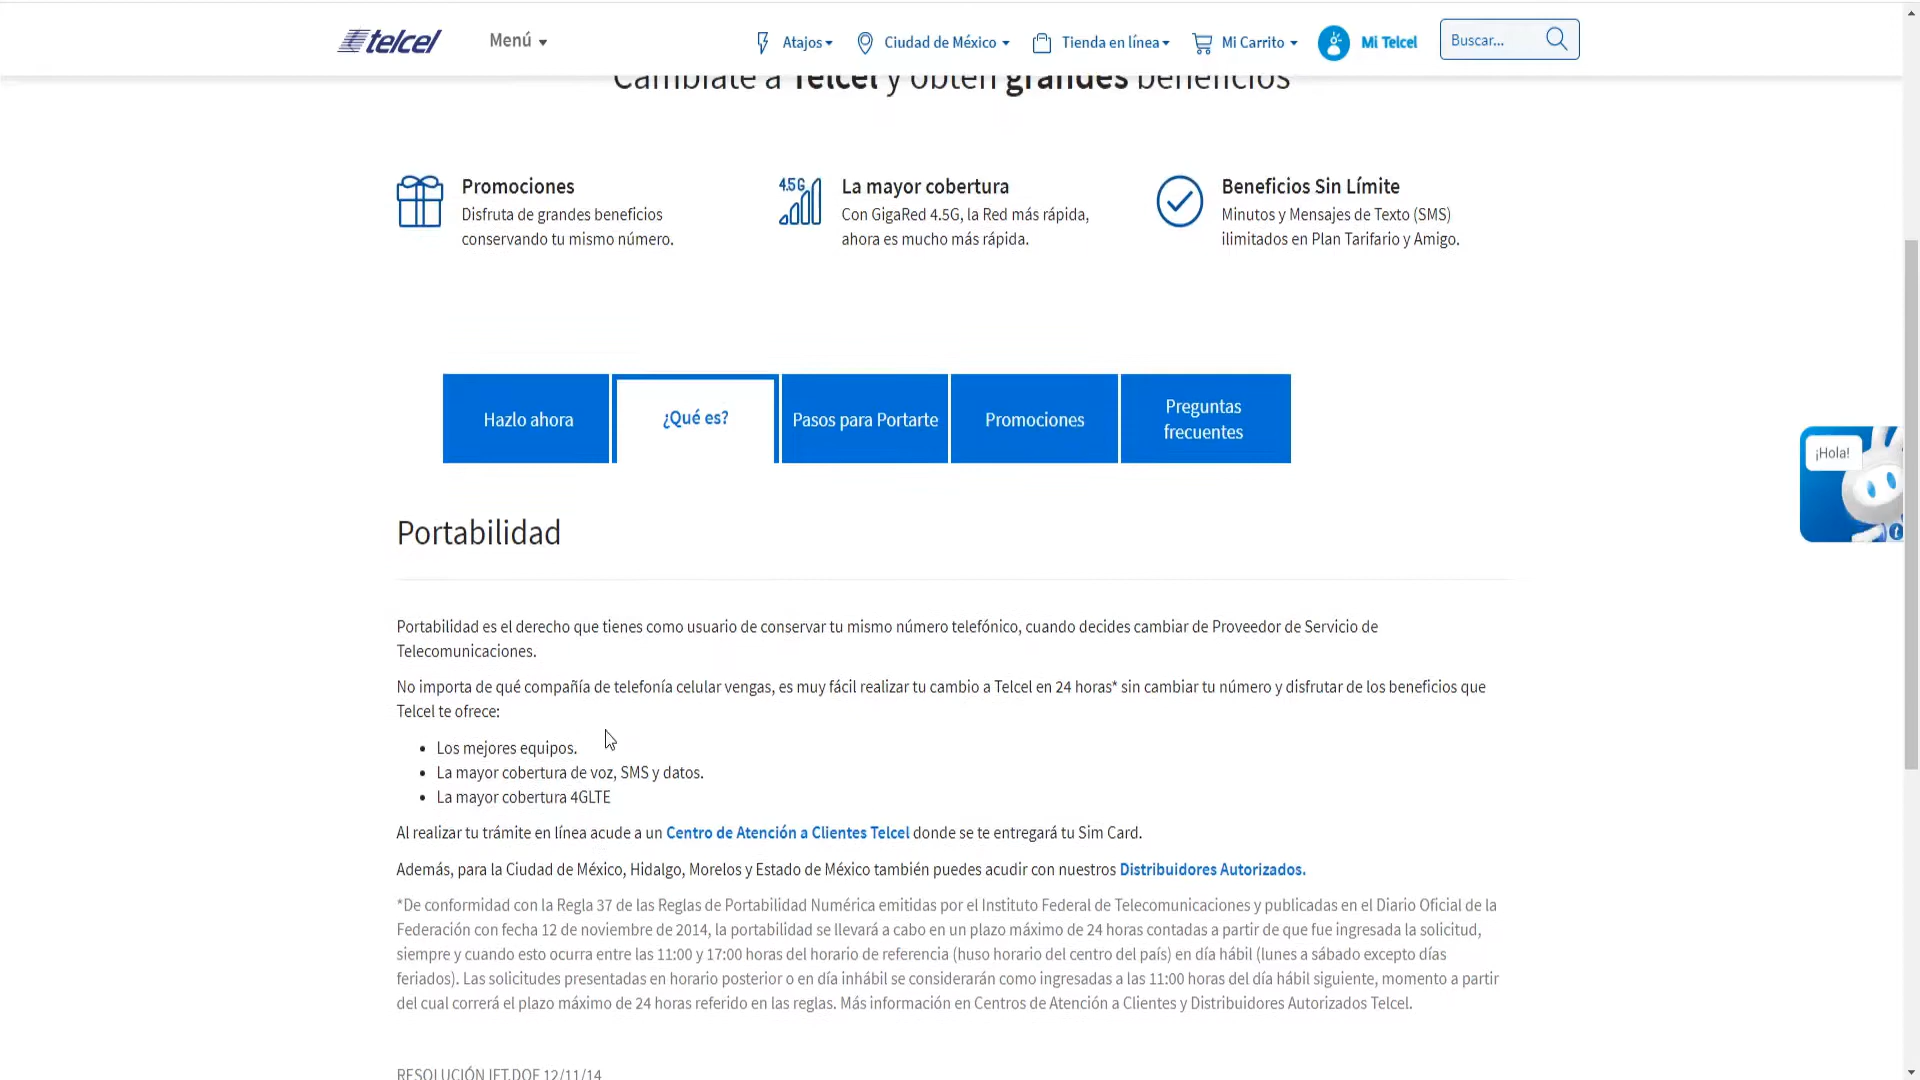 telcel
Menú
Atajos
Ciudad de México
Tienda en línea
Mi Carrito
Mi Telcel
Buscar...
Cámbiate a Telcel y obtén grandes beneficios
Promociones
Disfruta de grandes beneficios
conservando tu mismo número.
4.5G
La mayor cobertura
Con GigaRed 4.5G, la Red más rápida,
ahora es mucho más rápida.
Beneficios Sin Límite
Minutos y Mensajes de Texto (SMS)
ilimitados en Plan Tarifario y Amigo.
Hazlo ahora
¿Qué es?
Pasos para Portarte
Promociones
Preguntas
frecuentes
¡Hola!
t
Portabilidad
Portabilidad es el derecho que tienes como usuario de conservar tu mismo número telefónico, cuando decides cambiar de Proveedor de Servicio de
Telecomunicaciones.
No importa de qué compañía de telefonía celular vengas, es muy fácil realizar tu cambio a Telcel en 24 horas* sin cambiar tu número y disfrutar de los beneficios que
Telcel te ofrece:
• Los mejores equipos.
• La mayor cobertura de voz, SMS y datos.
• La mayor cobertura 4GLTE
Al realizar tu trámite en línea acude a un Centro de Atención a Clientes Telcel donde se te entregará tu Sim Card.
Además, para la Ciudad de México, Hidalgo, Morelos y Estado de México también puedes acudir con nuestros Distribuidores Autorizados.
*De conformidad con la Regla 37 de las Reglas de Portabilidad Numérica emitidas por el Instituto Federal de Telecomunicaciones y publicadas en el Diario Oficial de la
Federación con fecha 12 de noviembre de 2014, la portabilidad se llevará a cabo en un plazo máximo de 24 horas contadas a partir de que fue ingresada la solicitud,
siempre y cuando esto ocurra entre las 11:00 y 17:00 horas del horario de referencia (huso horario del centro del país) en día hábil (lunes a sábado excepto días
feriados). Las solicitudes presentadas en horario posterior o en día inhábil se considerarán como ingresadas a las 11:00 horas del día hábil siguiente, momento a partir
del cual correrá el plazo máximo de 24 horas referido en las reglas. Más información en Centros de Atención a Clientes y Distribuidores Autorizados Telcel.
RESOLUCIÓN IFT.DOF 12/11/14